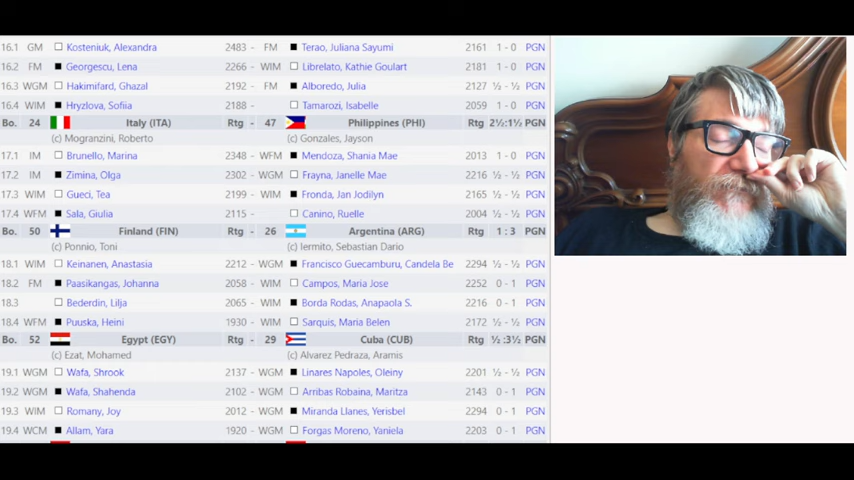 16.1 GM Kosteniuk, Alexandra 2483 - FM Terao, Juliana Sayumi 2161 1 - 0 PGN
16.2 FM Georgescu, Lena 2266 - WIM Librelato, Kathie Goulart 2181 1 - 0 PGN
16.3 WGM Hakimifard, Ghazal 2192 - FM Alboredo, Julia 2127 ½ - ½ PGN
16.4 WIM Hryzlova, Sofiia 2188 - Tamarozi, Isabelle 2059 1 - 0 PGN
Bo. 24 Italy (ITA) Rtg - 47 Philippines (PHI) Rtg 2½:1½ PGN
(c) Mogranzini, Roberto (c) Gonzales, Jayson
17.1 IM Brunello, Marina 2348 - WFM Mendoza, Shania Mae 2013 1 - 0 PGN
17.2 IM Zimina, Olga 2302 - WGM Frayna, Janelle Mae 2216 ½ - ½ PGN
17.3 WIM Gueci, Tea 2199 - WIM Fronda, Jan Jodilyn 2165 ½ - ½ PGN
17.4 WFM Sala, Giulia 2115 - Canino, Ruelle 2004 ½ - ½ PGN
Bo. 50 Finland (FIN) Rtg - 26 Argentina (ARG) Rtg 1 : 3 PGN
(c) Ponnio, Toni (c) Iermito, Sebastian Dario
18.1 WIM Keinanen, Anastasia 2212 - WGM Francisco Guecamburu, Candela Be 2294 ½ - ½ PGN
18.2 FM Paasikangas, Johanna 2058 - WIM Campos, Maria Jose 2252 0 - 1 PGN
18.3 Bederdin, Lilja 2065 - WIM Borda Rodas, Anapaola S. 2216 0 - 1 PGN
18.4 WFM Puuska, Heini 1930 - WIM Sarquis, Maria Belen 2172 ½ - ½ PGN
Bo. 52 Egypt (EGY) Rtg - 29 Cuba (CUB) Rtg ½ :3½ PGN
(c) Ezat, Mohamed (c) Alvarez Pedraza, Aramis
19.1 WGM Wafa, Shrook 2137 - WGM Linares Napoles, Oleiny 2201 ½ - ½ PGN
19.2 WGM Wafa, Shahenda 2102 - WGM Arribas Robaina, Maritza 2143 0 - 1 PGN
19.3 WIM Romany, Joy 2012 - WGM Miranda Llanes, Yerisbel 2294 0 - 1 PGN
19.4 WCM Allam, Yara 1920 - WGM Forgas Moreno, Yaniela 2203 0 - 1 PGN